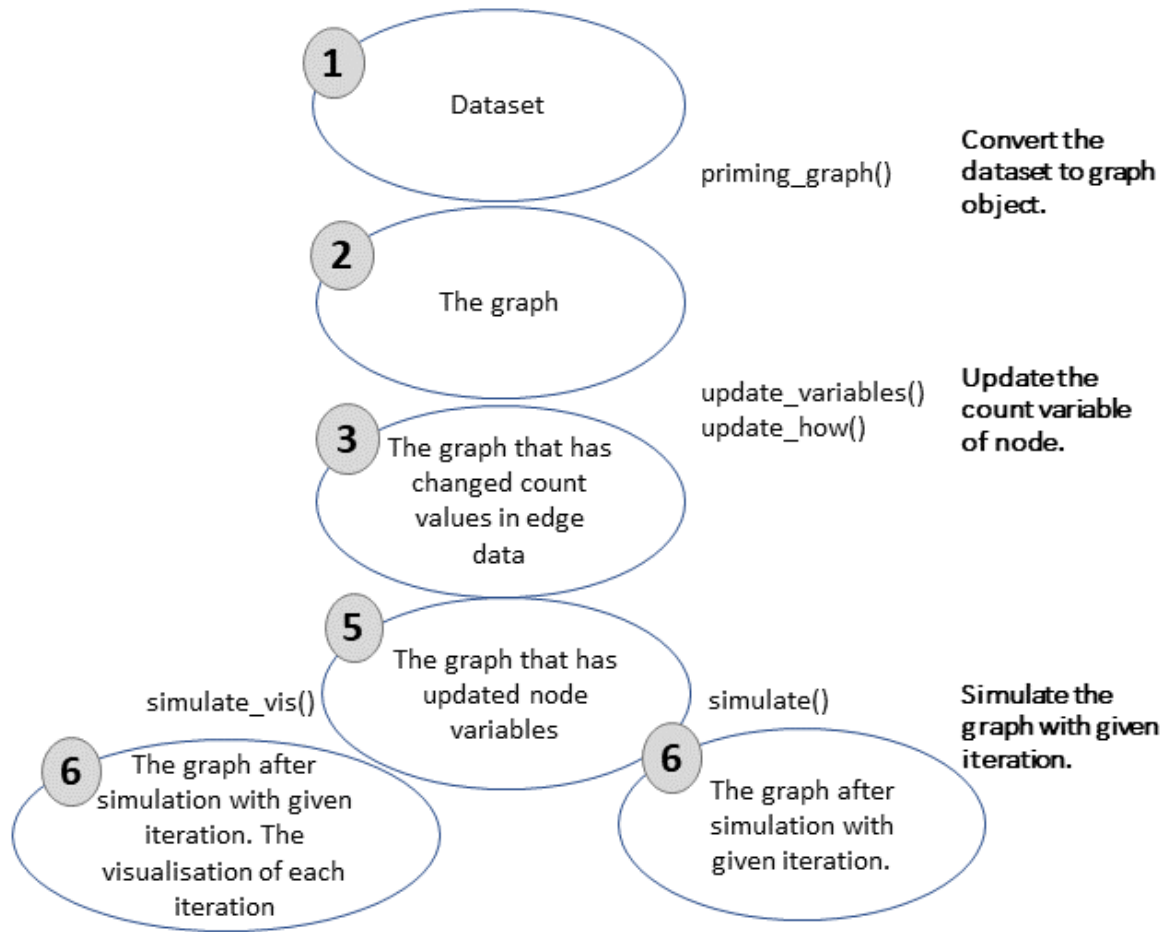 1
Dataset
priming_graph()
Convert the
dataset to graph
object.
2
The graph
update_variables()
update_how()
Update the
count variable
of node.
3
The graph that has
changed count
values in edge
data
5
The graph that has
updated node
variables
simulate_vis()
simulate()
Simulate the
graph with given
iteration.
6
The graph after
simulation with given
iteration. The
visualisation of each
iteration
6
The graph after
simulation with
given iteration.